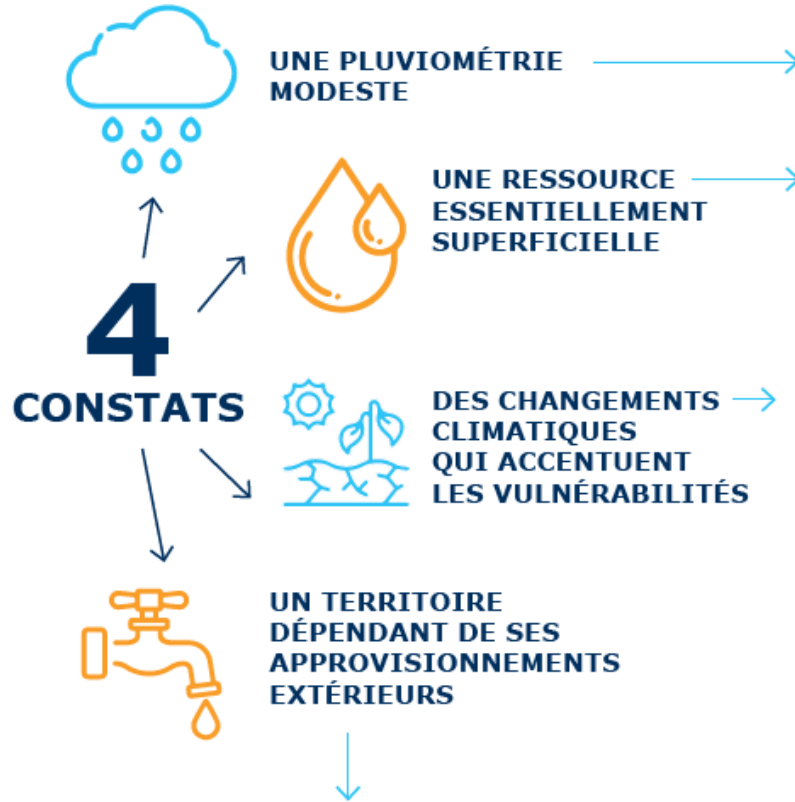 UNE PLUVIOMÉTRIE
MODESTE
UNE RESSOURCE
ESSENTIELLEMENT
SUPERFICIELLE
4
CONSTATS
DES CHANGEMENTS
CLIMATIQUES
QUI ACCENTUENT
LES VULNÉRABILITÉS
UN TERRITOIRE
DÉPENDANT DE SES
APPROVISIONNEMENTS
EXTÉRIEURS